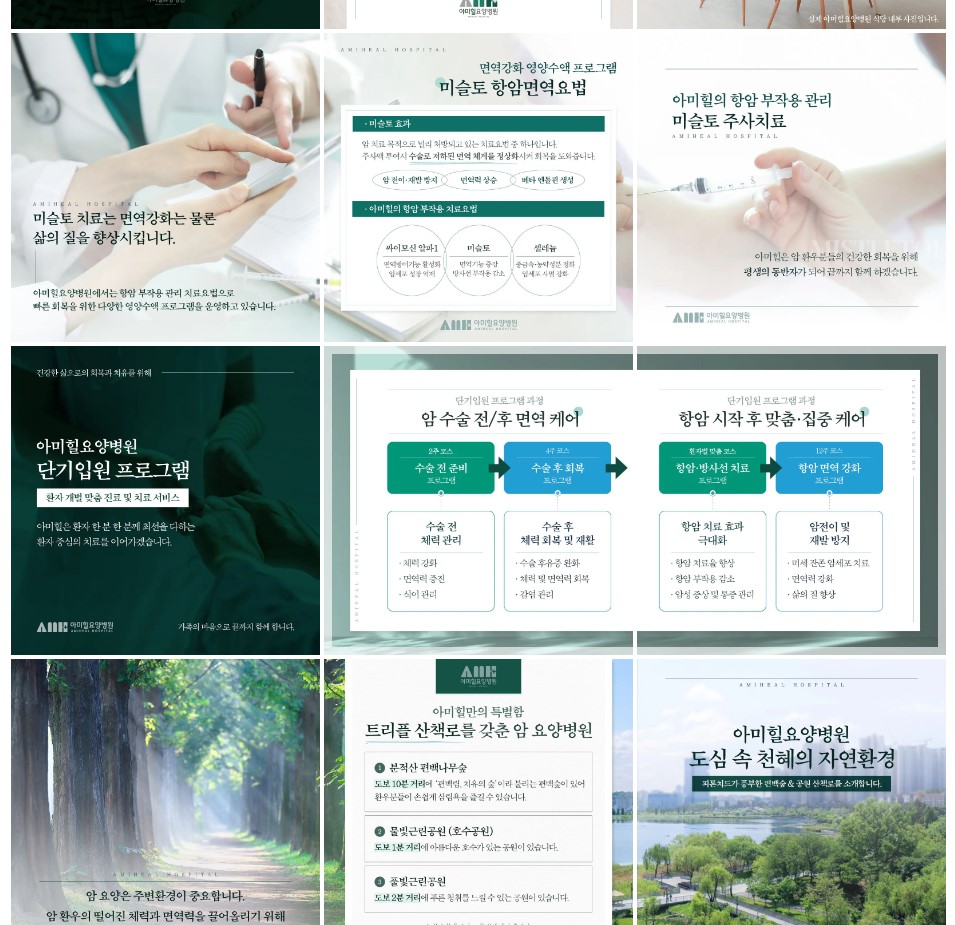 아미힐요양병원
실제 아미힐요양병원 식당 내부 사진입니다.
AMIHEAL HOSPITAL
미슬토 치료는 면역강화는 물론
삶의 질을 향상시킵니다.
아미힐요양병원에서는 항암 부작용 관리 치료요법으로
빠른 회복을 위한 다양한 영양수액 프로그램을 운영하고 있습니다.
AMIHEAL HOSPITAL
면역강화 영양수액 프로그램
미슬토 항암면역요법
· 미슬토 효과
암 치료 목적으로 널리 처방되고 있는 치료요법 중 하나입니다.
주사액 투여시 수술로 저하된 면역 체계를 정상화시켜 회복을 도와줍니다.
암 전이·재발 방지
면역력 상승
베타 엔돌핀 생성
· 아미힐의 항암 부작용 치료요법
싸이모신 알파1
면역방어기능 활성화
암세포 성장 억제
미슬토
면역기능 증강
방사선 부작용 감소
셀레늄
중금속·농약성분 정화
암세포 사멸 강화
아미힐요양병원
AMIHEAL HOSPITAL
아미힐의 항암 부작용 관리
미슬토 주사치료
AMIHEAL HOSPITAL
MISTLETOE
아미힐은 암 환우분들의 건강한 회복을 위해
평생의 동반자가 되어 끝까지 함께 하겠습니다.
아미힐요양병원
AMIHEAL HOSPITAL
건강한 삶으로의 회복과 치유를 위해
아미힐요양병원
단기입원 프로그램
환자 개별 맞춤 진료 및 치료 서비스
아미힐은 환자 한 분 한 분께 최선을 다하는
환자 중심의 치료를 이어가겠습니다.
아미힐요양병원
AMIHEAL HOSPITAL
가족의 마음으로 끝까지 함께 합니다.
단기입원 프로그램 과정
암 수술 전/후 면역 케어
2주 코스
수술 전 준비
프로그램
4주 코스
수술 후 회복
프로그램
수술 전
체력 관리
· 체력 강화
· 면역력 증진
· 식이 관리
수술 후
체력 회복 및 재활
· 수술 후유증 완화
· 체력 및 면역력 회복
· 감염 관리
AMIHEAL HOSPITAL
단기입원 프로그램 과정
항암 시작 후 맞춤·집중 케어
환자별 맞춤 코스
항암·방사선 치료
프로그램
12주 코스
항암 면역 강화
프로그램
항암 치료 효과
극대화
· 항암 치료율 향상
· 항암 부작용 감소
· 암성 증상 및 통증 관리
암전이 및
재발 방지
· 미세 잔존 암세포 치료
· 면역력 강화
· 삶의 질 향상
AMIHEAL HOSPITAL
AMIHEAL HOSPITAL
암 요양은 주변환경이 중요합니다.
암 환우의 떨어진 체력과 면역력을 끌어올리기 위해
아미힐요양병원
아미힐만의 특별함
트리플 산책로를 갖춘 암 요양병원
1 분적산 편백나무숲
도보 10분 거리에 '편백림, 치유의 숲' 이라 불리는 편백숲이 있어
환우분들이 손쉽게 삼림욕을 즐길 수 있습니다.
2 물빛근린공원 (호수공원)
도보 1분 거리에 아름다운 호수가 있는 공원이 있습니다.
3 풀빛근린공원
도보 2분 거리에 푸른 정취를 느낄 수 있는 공원이 있습니다.
AMIHEAL HOSPITAL
아미힐요양병원
도심 속 천혜의 자연환경
피톤치드가 풍부한 편백숲 & 공원 산책로를 소개합니다.